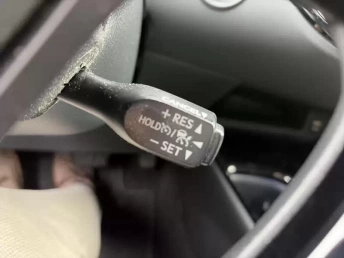 CANCEL
+ RES
HOLD /
− SET